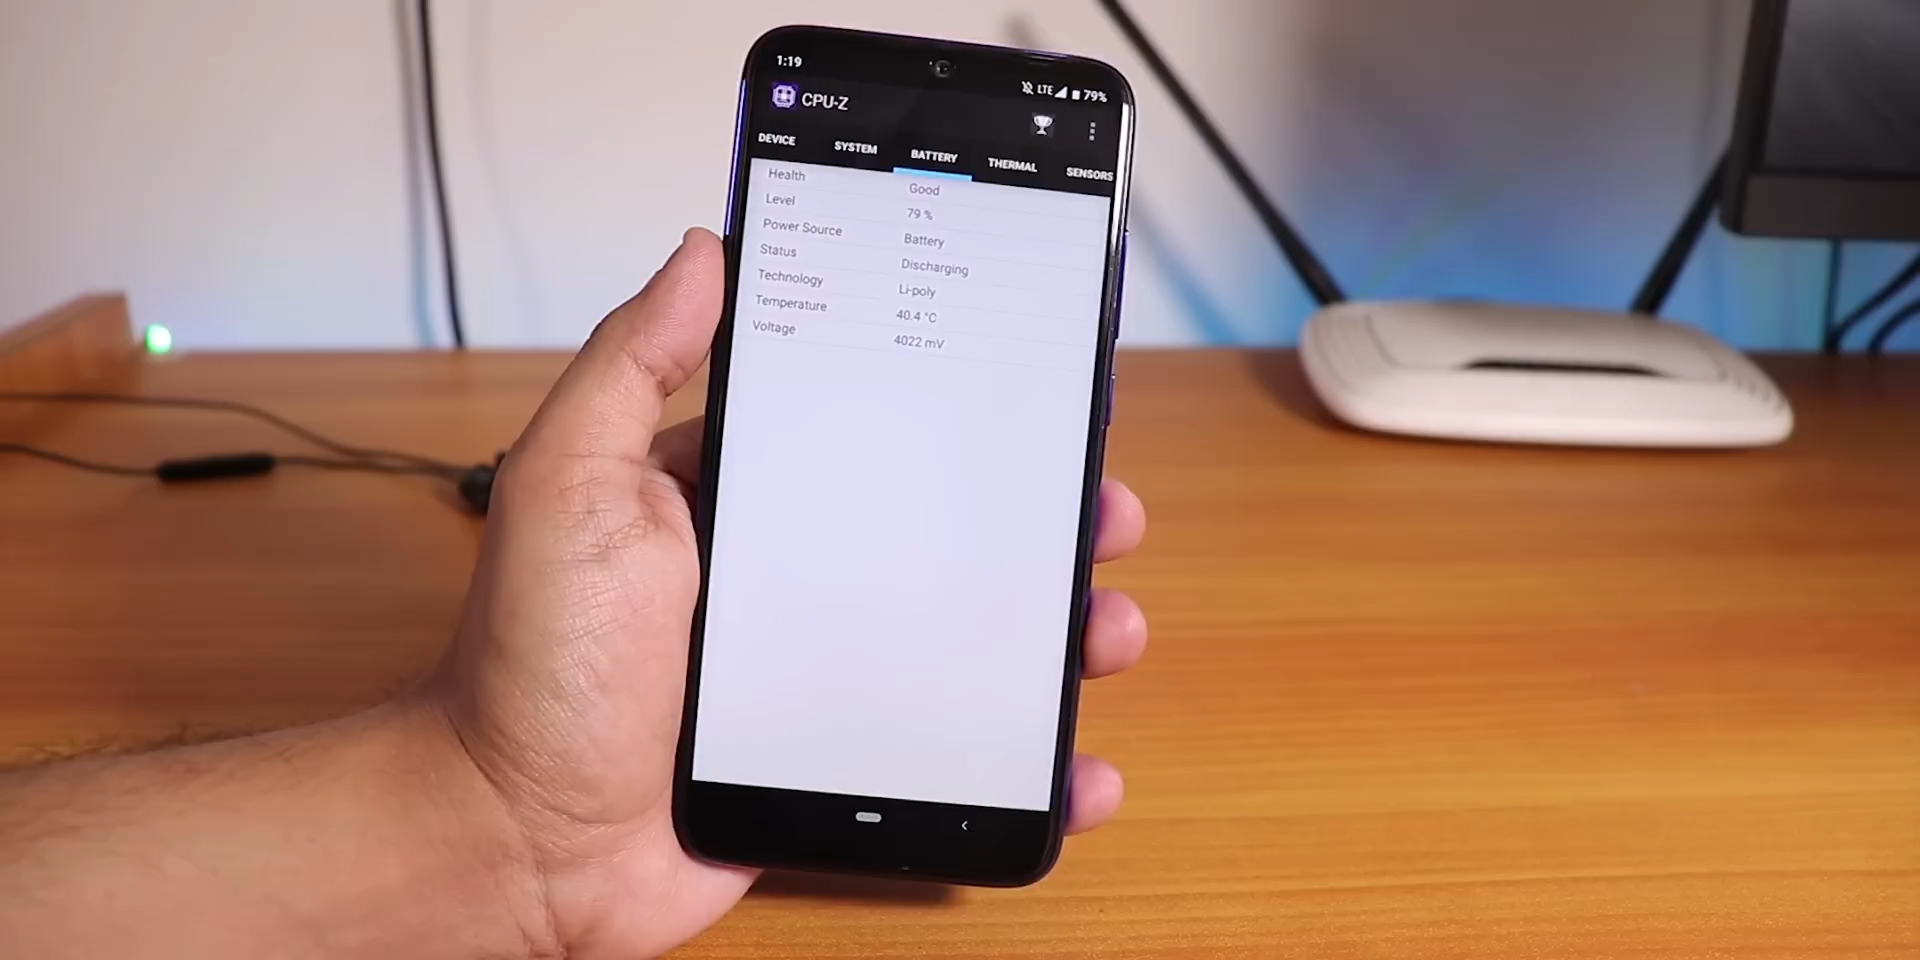 1:19
LTE 79%
CPU-Z
DEVICE SYSTEM BATTERY THERMAL SENSORS
Health Good
Level 79 %
Power Source Battery
Status Discharging
Technology Li-poly
Temperature 40.4 °C
Voltage 4022 mV